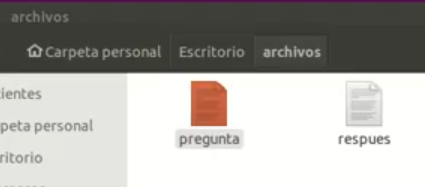 archivos
Carpeta personal Escritorio archivos
ientes
peta personal
ritorio
pregunta respues